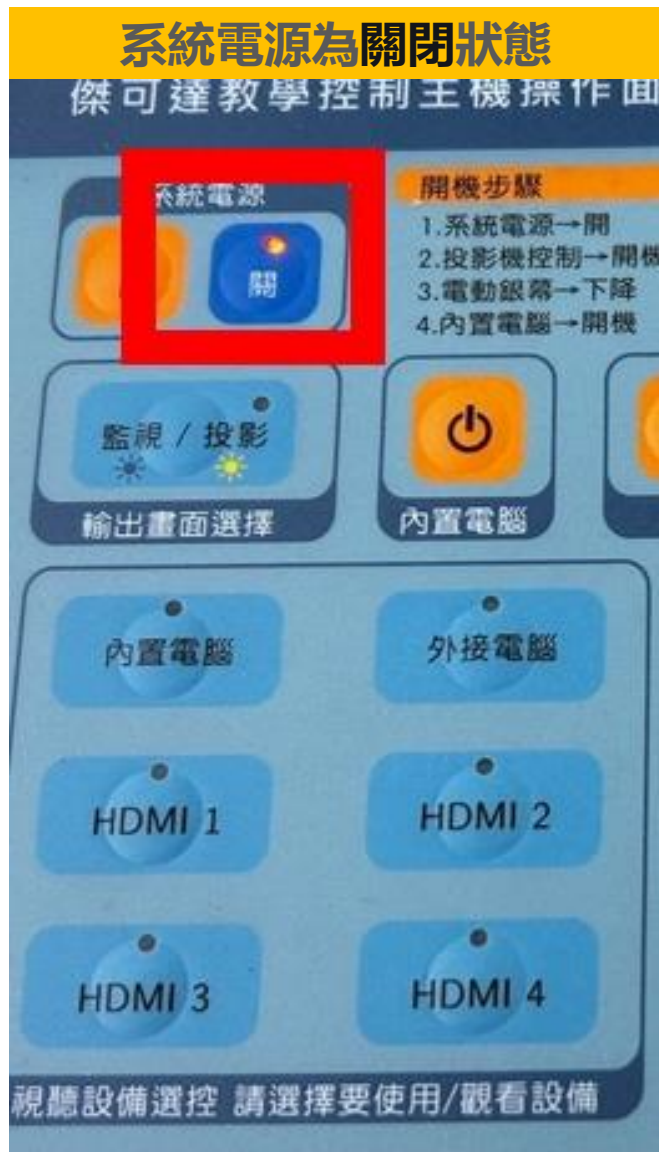 系統電源為關閉狀態
傑可達教學控制主機操作面
系統電源
關
開機步驟
1.系統電源→開
2.投影機控制→開機
3.電動銀幕→下降
4.內置電腦→開機
監視 / 投影
輸出畫面選擇
內置電腦
內置電腦
外接電腦
HDMI 1
HDMI 2
HDMI 3
HDMI 4
視聽設備選控 請選擇要使用/觀看設備